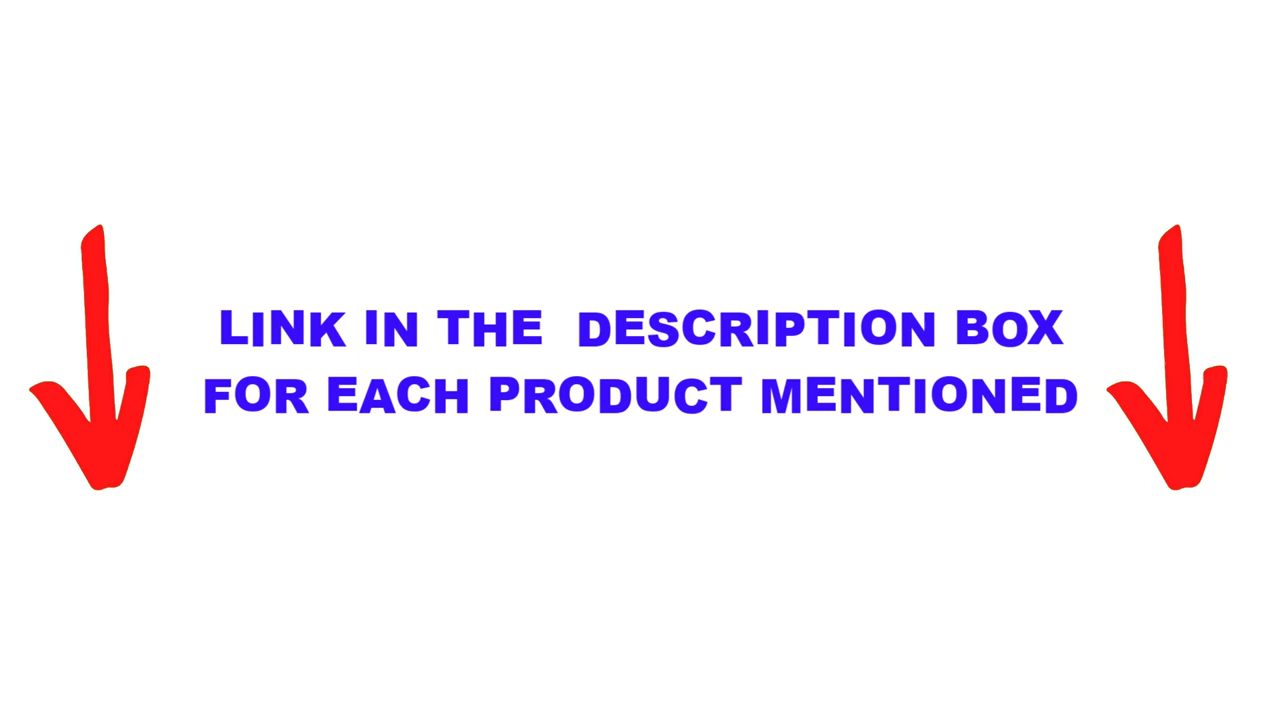 LINK IN THE  DESCRIPTION BOX
FOR EACH PRODUCT MENTIONED